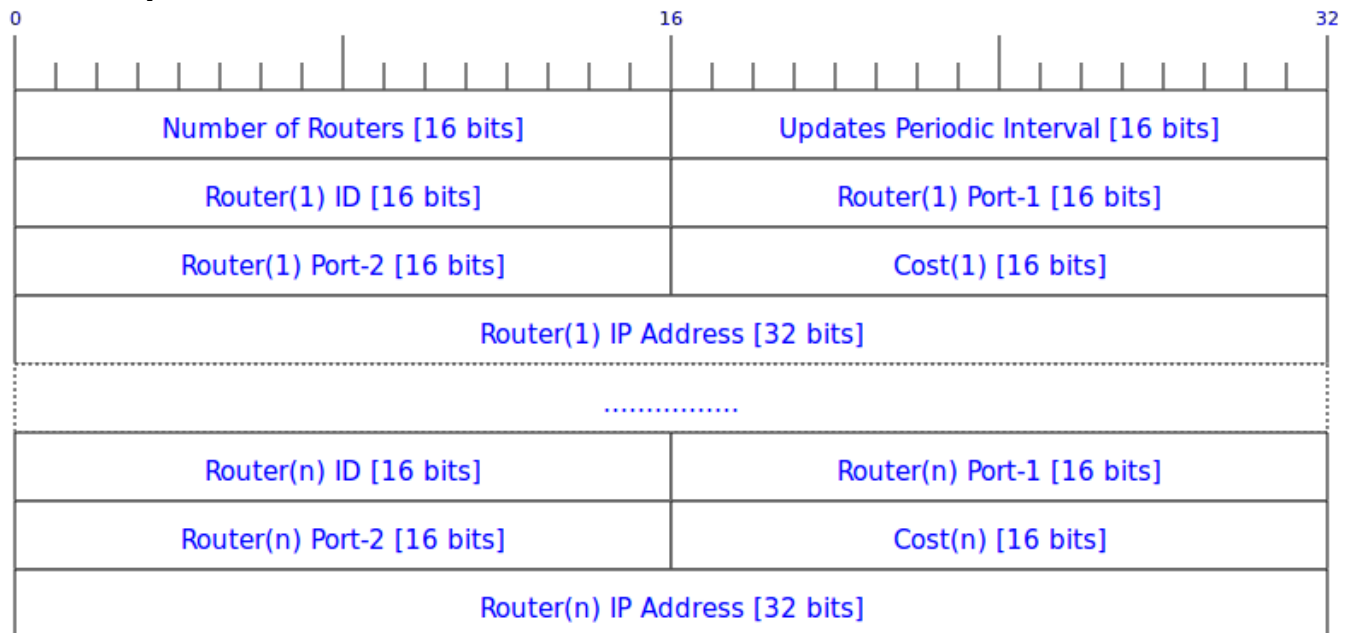 0 16 32
Number of Routers [16 bits] Updates Periodic Interval [16 bits]
Router(1) ID [16 bits] Router(1) Port-1 [16 bits]
Router(1) Port-2 [16 bits] Cost(1) [16 bits]
Router(1) IP Address [32 bits]
................
Router(n) ID [16 bits] Router(n) Port-1 [16 bits]
Router(n) Port-2 [16 bits] Cost(n) [16 bits]
Router(n) IP Address [32 bits]